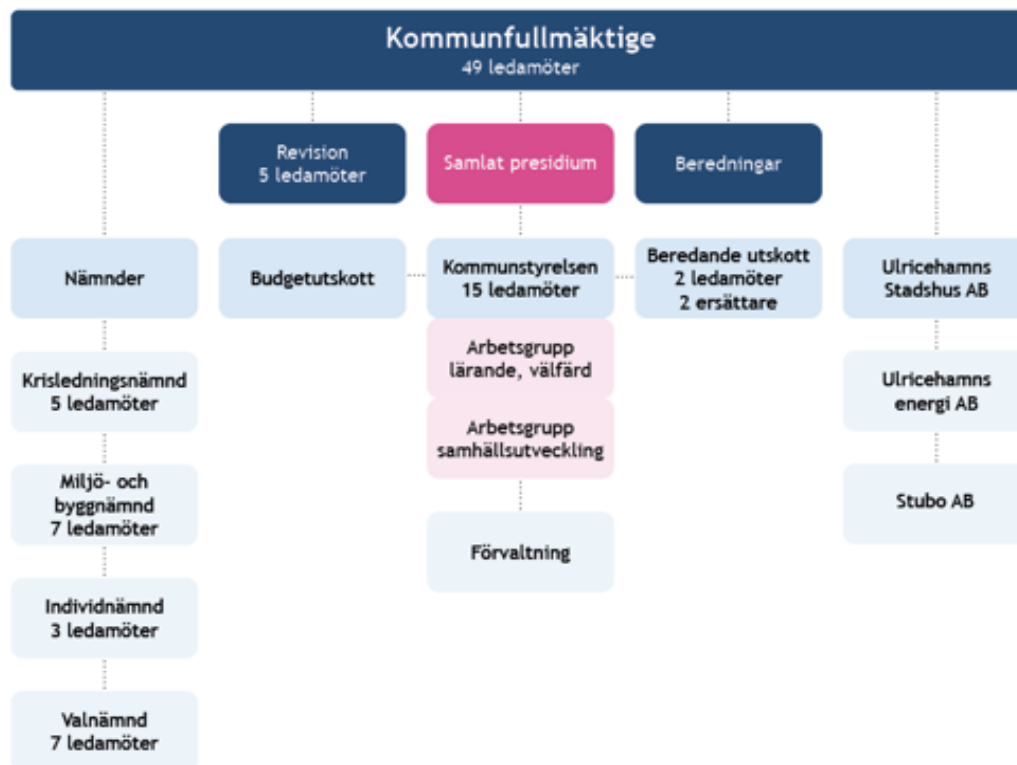 Kommunfullmäktige
49 ledamöter
Revision
5 ledamöter
Samlat presidium
Beredningar
Nämnder
Budgetutskott
Kommunstyrelsen
15 ledamöter
Beredande utskott
2 ledamöter
2 ersättare
Ulricehamns
Stadshus AB
Krisledningsnämnd
5 ledamöter
Arbetsgrupp
lärande, välfärd
Ulricehamns
energi AB
Arbetsgrupp
samhällsutveckling
Miljö- och
byggnämnd
7 ledamöter
Stubo AB
Förvaltning
Individnämnd
3 ledamöter
Valnämnd
7 ledamöter